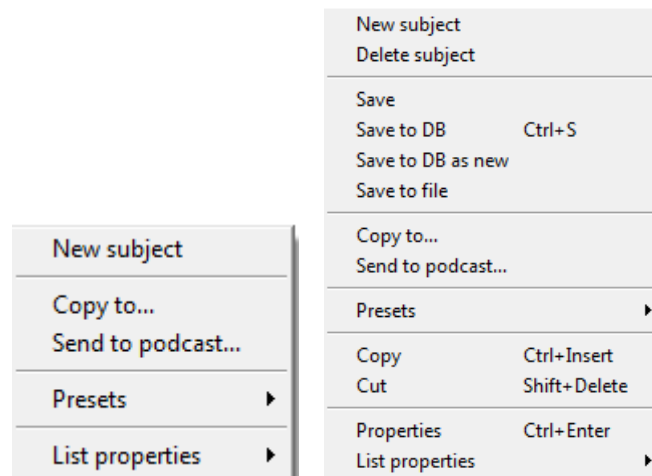 New subject
Copy to...
Send to podcast...
Presets
List properties
New subject
Delete subject
Save
Save to DB Ctrl+S
Save to DB as new
Save to file
Copy to...
Send to podcast...
Presets
Copy Ctrl+Insert
Cut Shift+Delete
Properties Ctrl+Enter
List properties